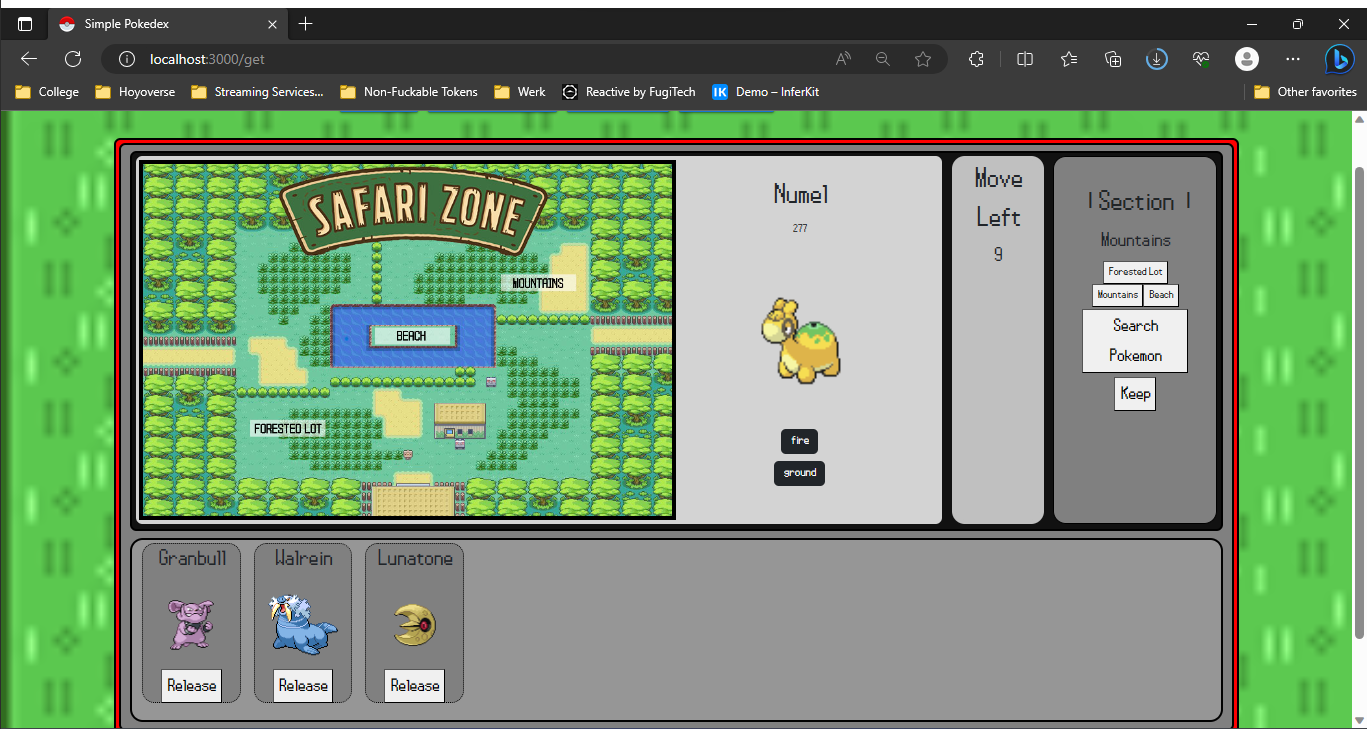 Simple Pokedex
localhost:3000/get
College Hoyoverse Streaming Services... Non-Fuckable Tokens Werk Reactive by FugiTech IK Demo – InferKit Other favorites
SAFARI ZONE
MOUNTAINS
BEACH
FORESTED LOT
Numel
277
fire
ground
Move
Left
9
| Section |
Mountains
Forested Lot
Mountains Beach
Search
Pokemon
Keep
Granbull Walrein Lunatone
Release Release Release